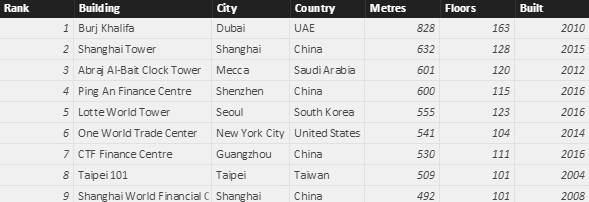 Rank Building City Country Metres Floors Built
1 Burj Khalifa Dubai UAE 828 163 2010
2 Shanghai Tower Shanghai China 632 128 2015
3 Abraj Al-Bait Clock Tower Mecca Saudi Arabia 601 120 2012
4 Ping An Finance Centre Shenzhen China 600 115 2016
5 Lotte World Tower Seoul South Korea 555 123 2016
6 One World Trade Center New York City United States 541 104 2014
7 CTF Finance Centre Guangzhou China 530 111 2016
8 Taipei 101 Taipei Taiwan 509 101 2004
9 Shanghai World Financial C Shanghai China 492 101 2008